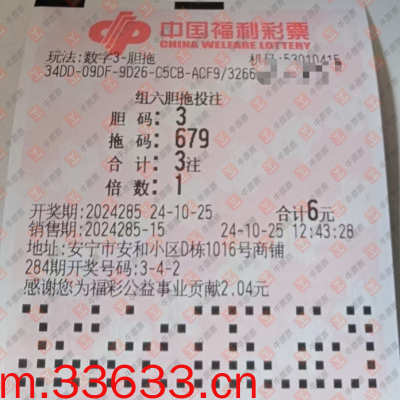 中国福利彩票
CHINA WELFARE LOTTERY
玩法:数字3-胆拖 机号:53010415
34DD-09DF-9D26-C5CB-ACF9/3266
组六胆拖投注
胆 码: 3
拖 码: 679
合 计: 3注
倍 数: 1
开奖期:2024285 24-10-25 合计6元
销售期:2024285-15 24-10-25 12:43:28
地址:安宁市安和小区D栋1016号商铺
284期开奖号码:3-4-2
感谢您为福彩公益事业贡献2.04元
m.33633.cn